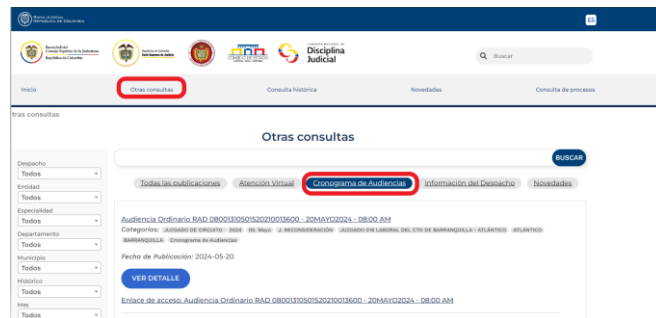 RAMA JUDICIAL
REPÚBLICA DE COLOMBIA
ES
Rama Judicial
Consejo Superior de la Judicatura
República de Colombia
CONSEJO DE ESTADO
COMISIÓN NACIONAL DE
Disciplina
Judicial
Buscar
Inicio
Otras consultas
Consulta histórica
Novedades
Consulta de procesos
tras consultas
Otras consultas
BUSCAR
Despacho
Todos
Entidad
Todos
Especialidad
Todos
Departamento
Todos
Municipio
Todos
Histórico
Todos
Mes
Todos
Todas las publicaciones
Atención Virtual
Cronograma de Audiencias
Información del Despacho
Novedades
Audiencia Ordinario RAD 08001310501520210013600 - 20MAYO2024 - 08:00 AM
Categorías: JUZGADO DE CIRCUITO 2024 05. Mayo J. RECONSIDERACIÓN JUZGADO 015 LABORAL DEL CTO DE BARRANQUILLA - ATLÁNTICO ATLÁNTICO
BARRANQUILLA Cronograma de Audiencias
Fecha de Publicación: 2024-05-20
VER DETALLE
Enlace de acceso: Audiencia Ordinario RAD 08001310501520210013600 - 20MAYO2024 - 08:00 AM